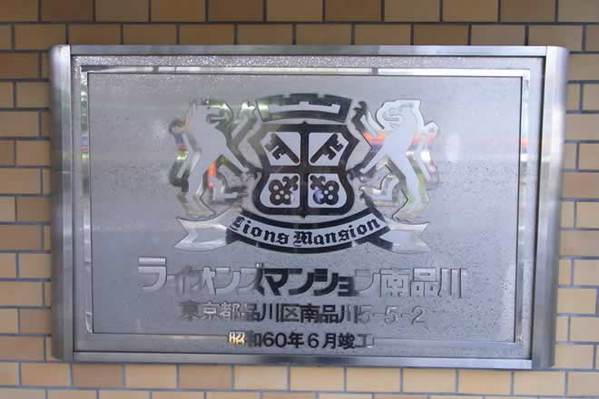 Lions Mansion
ライオンズマンション南品川
東京都品川区南品川5-5-2
昭和60年6月竣工